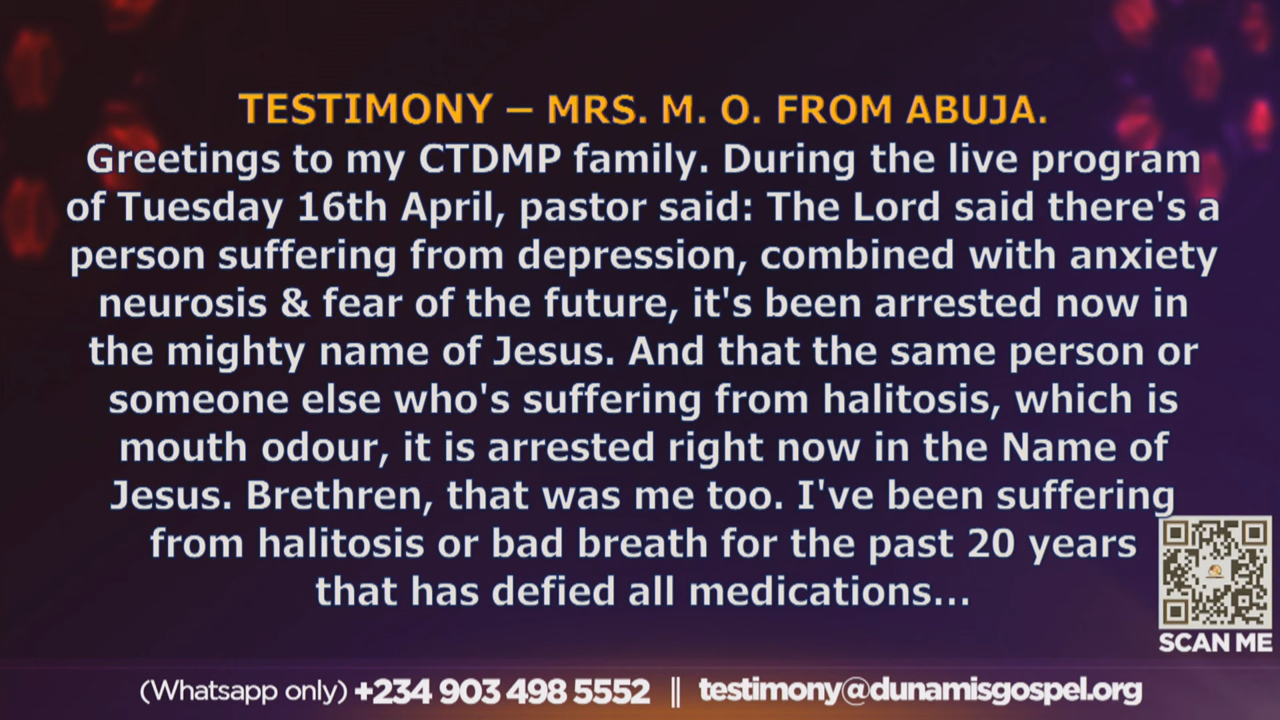 TESTIMONY – MRS. M. O. FROM ABUJA.
Greetings to my CTDMP family. During the live program
of Tuesday 16th April, pastor said: The Lord said there's a
person suffering from depression, combined with anxiety
neurosis & fear of the future, it's been arrested now in
the mighty name of Jesus. And that the same person or
someone else who's suffering from halitosis, which is
mouth odour, it is arrested right now in the Name of
Jesus. Brethren, that was me too. I've been suffering
from halitosis or bad breath for the past 20 years
that has defied all medications...
SCAN ME
(Whatsapp only) +234 903 498 5552 || testimony@dunamisgospel.org